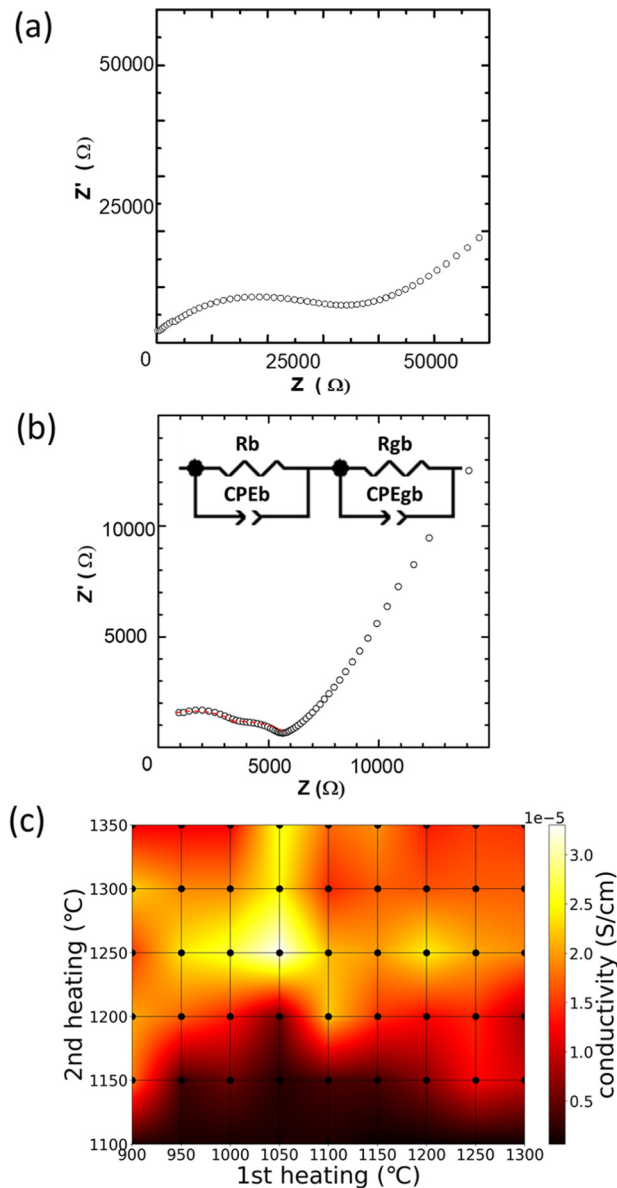 (a)
50000
25000
0
25000
50000
Z' (Ω)
Z (Ω)
(b)
Rb
Rgb
CPEb
CPEgb
10000
5000
0
5000
10000
Z' (Ω)
Z (Ω)
(c)
1350
1300
1250
1200
1150
1100
2nd heating (°C)
900 950 1000 1050 1100 1150 1200 1250 1300
1st heating (°C)
1e−5
3.0
2.5
2.0
1.5
1.0
0.5
conductivity (S/cm)